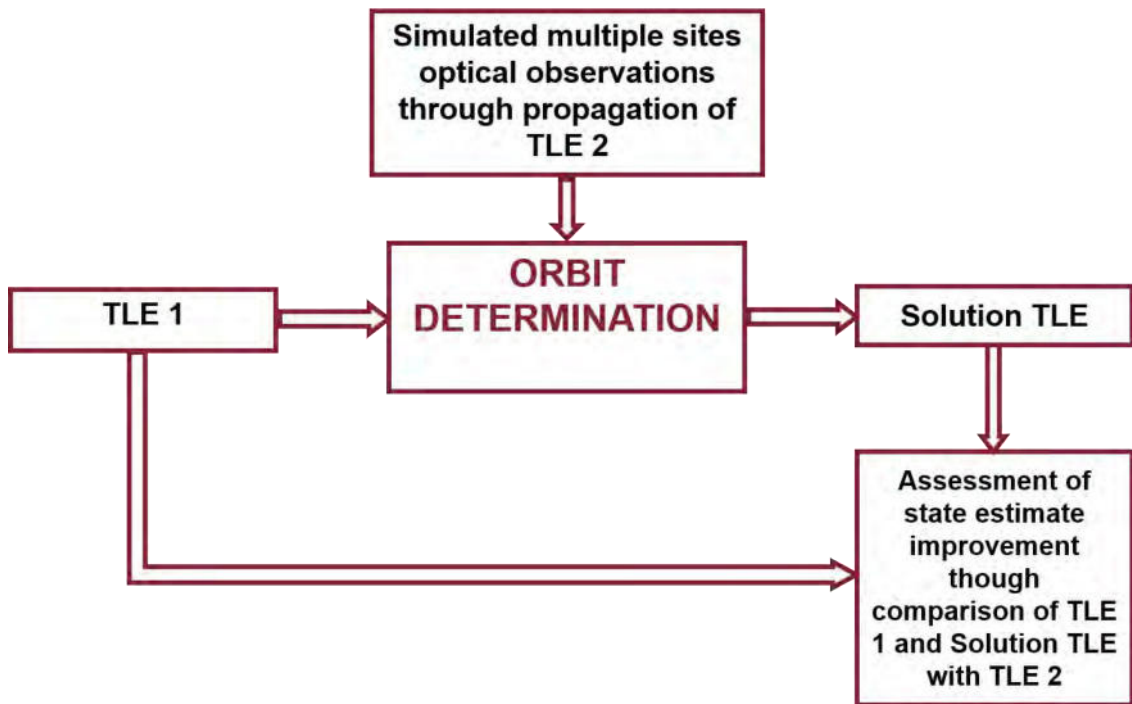 Simulated multiple sites
optical observations
through propagation of
TLE 2
ORBIT
DETERMINATION
TLE 1
Solution TLE
Assessment of
state estimate
improvement
though
comparison of TLE
1 and Solution TLE
with TLE 2